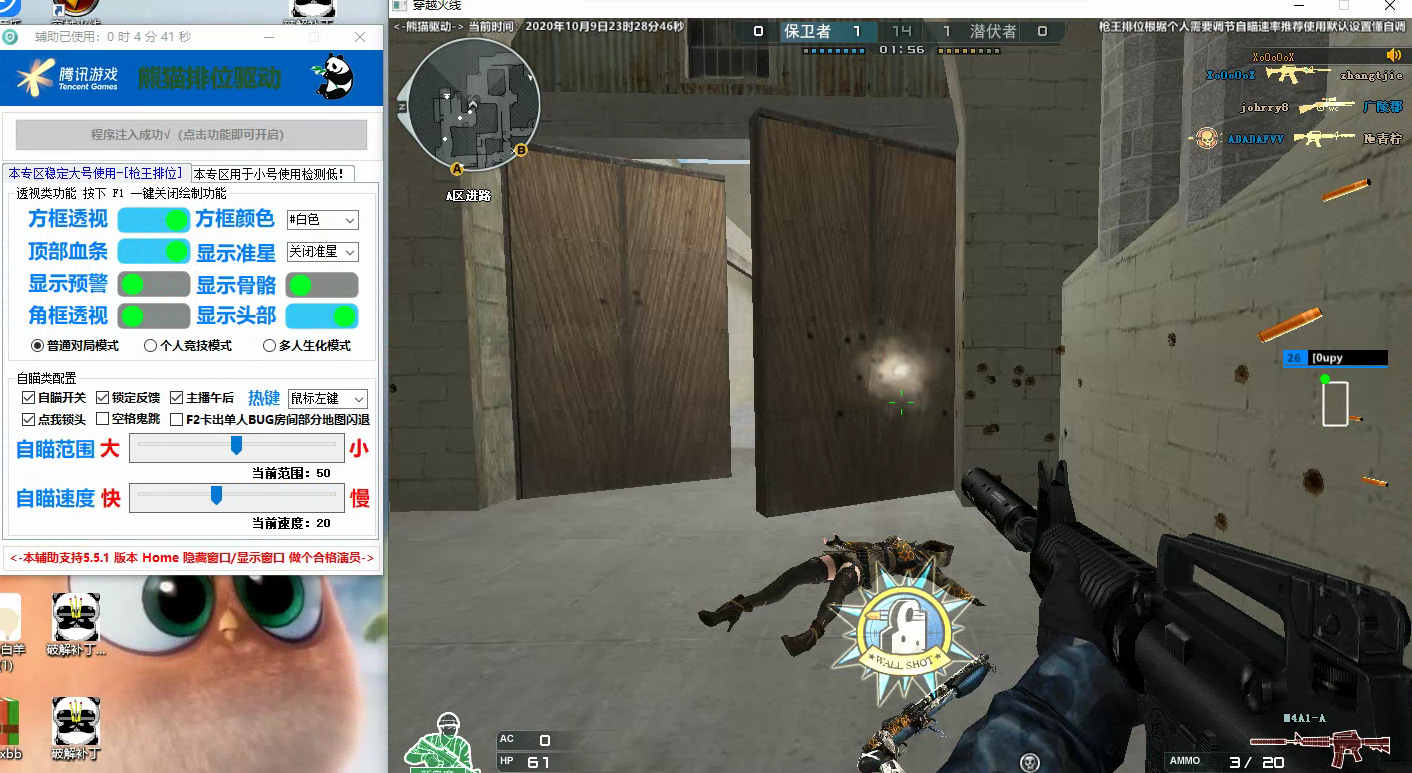 穿越火线
辅助已使用：0 时 4 分 41 秒
腾讯游戏
Tencent Games
熊猫排位驱动
程序注入成功√（点击功能即可开启）
本专区稳定大号使用-[枪王排位]
本专区用于小号使用检测低！
透视类功能 按下 F1 一键关闭绘制功能
方框透视
方框颜色
#白色
顶部血条
显示准星
关闭准星
显示预警
显示骨骼
角框透视
显示头部
普通对局模式
个人竞技模式
多人生化模式
自瞄类配置
自瞄开关
锁定反馈
主播午后
热键
鼠标左键
点我锁头
空格鬼跳
F2卡出单人BUG房间部分地图闪退
自瞄范围
大
小
当前范围：50
自瞄速度
快
慢
当前速度：20
<-本辅助支持5.5.1 版本 Home 隐藏窗口/显示窗口 做个合格演员->
白羊
(1)
破解补丁...
xbb
破解补丁
<-熊猫驱动-> 当前时间：2020年10月9日23时28分46秒
0 保卫者 1 14 1 潜伏者 0
01:56
枪王排位根据个人需要调节自瞄速率推荐使用默认设置懂自调
XoOoOoX
XoOoOoX zhangtjie
johrry8 广陵郡
ADADAFVV
N
A
B
A区进路
26 [0upy
WALL SHOT
AC 0
HP 61
M4A1-A
AMMO 3 / 20